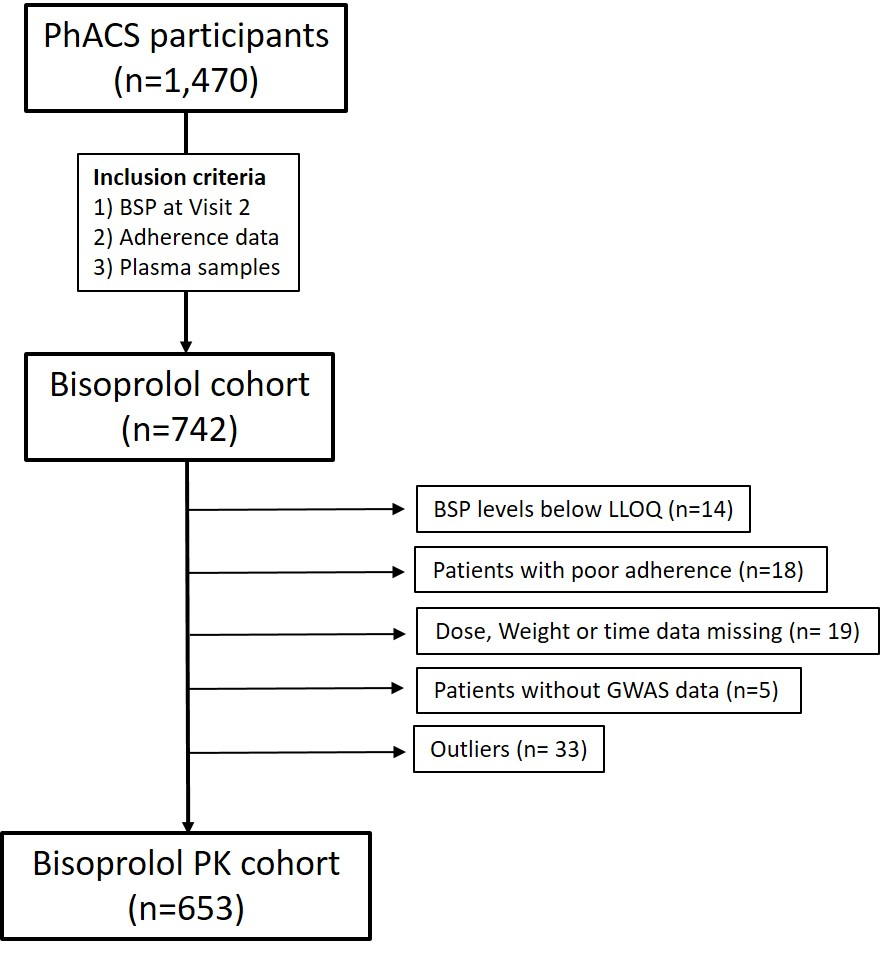 PhACS participants
(n=1,470)
Inclusion criteria
1) BSP at Visit 2
2) Adherence data
3) Plasma samples
Bisoprolol cohort
(n=742)
BSP levels below LLOQ (n=14)
Patients with poor adherence (n=18)
Dose, Weight or time data missing (n= 19)
Patients without GWAS data (n=5)
Outliers (n= 33)
Bisoprolol PK cohort
(n=653)